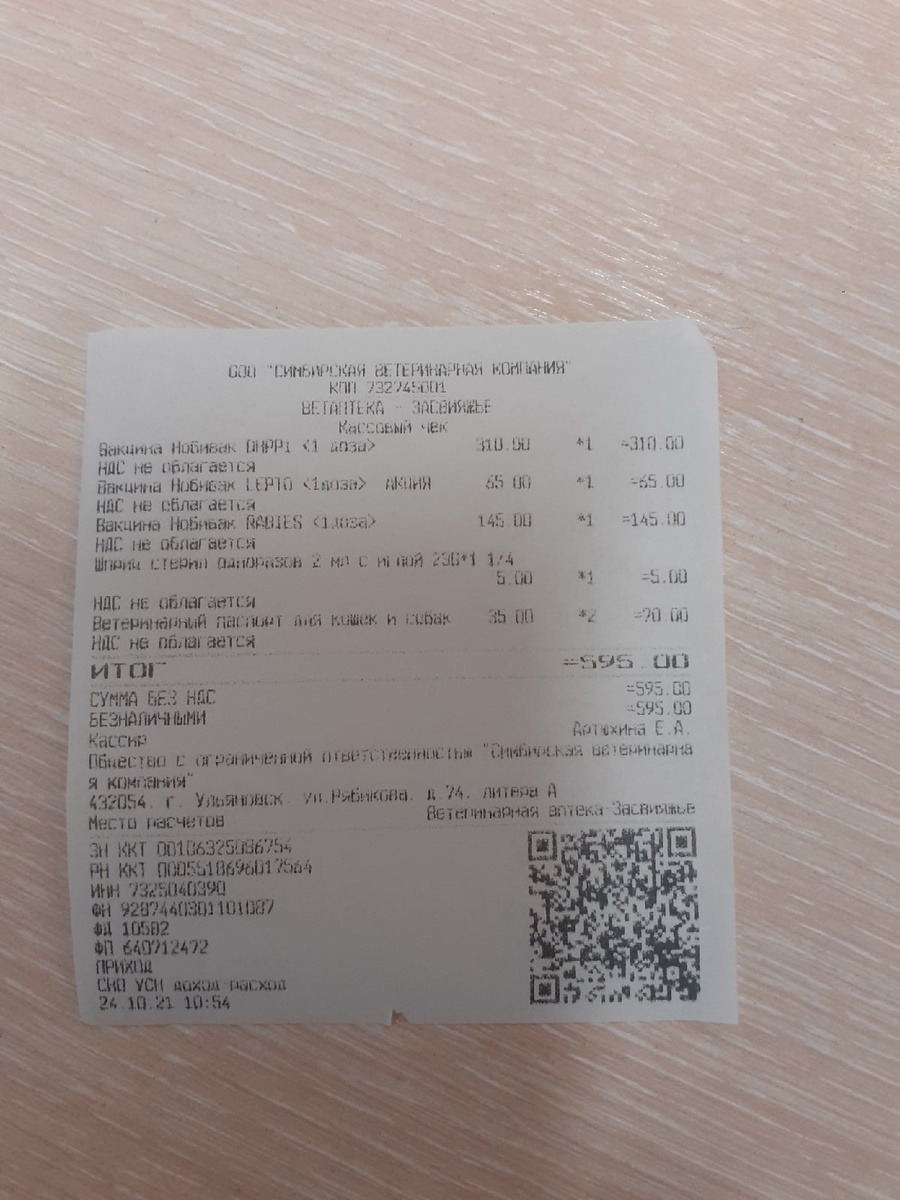 ООО "СИМБИРСКАЯ ВЕТЕРИНАРНАЯ КОМПАНИЯ"
КПП 732745001
ВЕТАПТЕКА - ЗАСВИЯЖЬЕ
Кассовый чек
Вакцина Нобивак DHPPi <1 доза> 310.00 *1 =310.00
НДС не облагается
Вакцина Нобивак LEPTO <1доза> АКЦИЯ 65.00 *1 =65.00
НДС не облагается
Вакцина Нобивак RABIES <1доза> 145.00 *1 =145.00
НДС не облагается
Шприц стерил одноразов 2 мл с иглой 23G*1 1/4
5.00 *1 =5.00
НДС не облагается
Ветеринарный паспорт для кошек и собак 35.00 *2 =70.00
НДС не облагается
ИТОГ =595.00
СУММА БЕЗ НДС =595.00
БЕЗНАЛИЧНЫМИ =595.00
Кассир Артюхина Е.А.
Общество с ограниченной ответственностью "Симбирская ветеринарна
я компания"
432054, г. Ульяновск, ул.Рябикова, д.74, литера А
Место расчетов Ветеринарная аптека-Засвияжье
ЗН ККТ 00106325086754
РН ККТ 0005518696017564
ИНН 7325040390
ФН 9287440301101087
ФД 10582
ФП 640712472
ПРИХОД
СНО УСН доход-расход
24.10.21 10:54